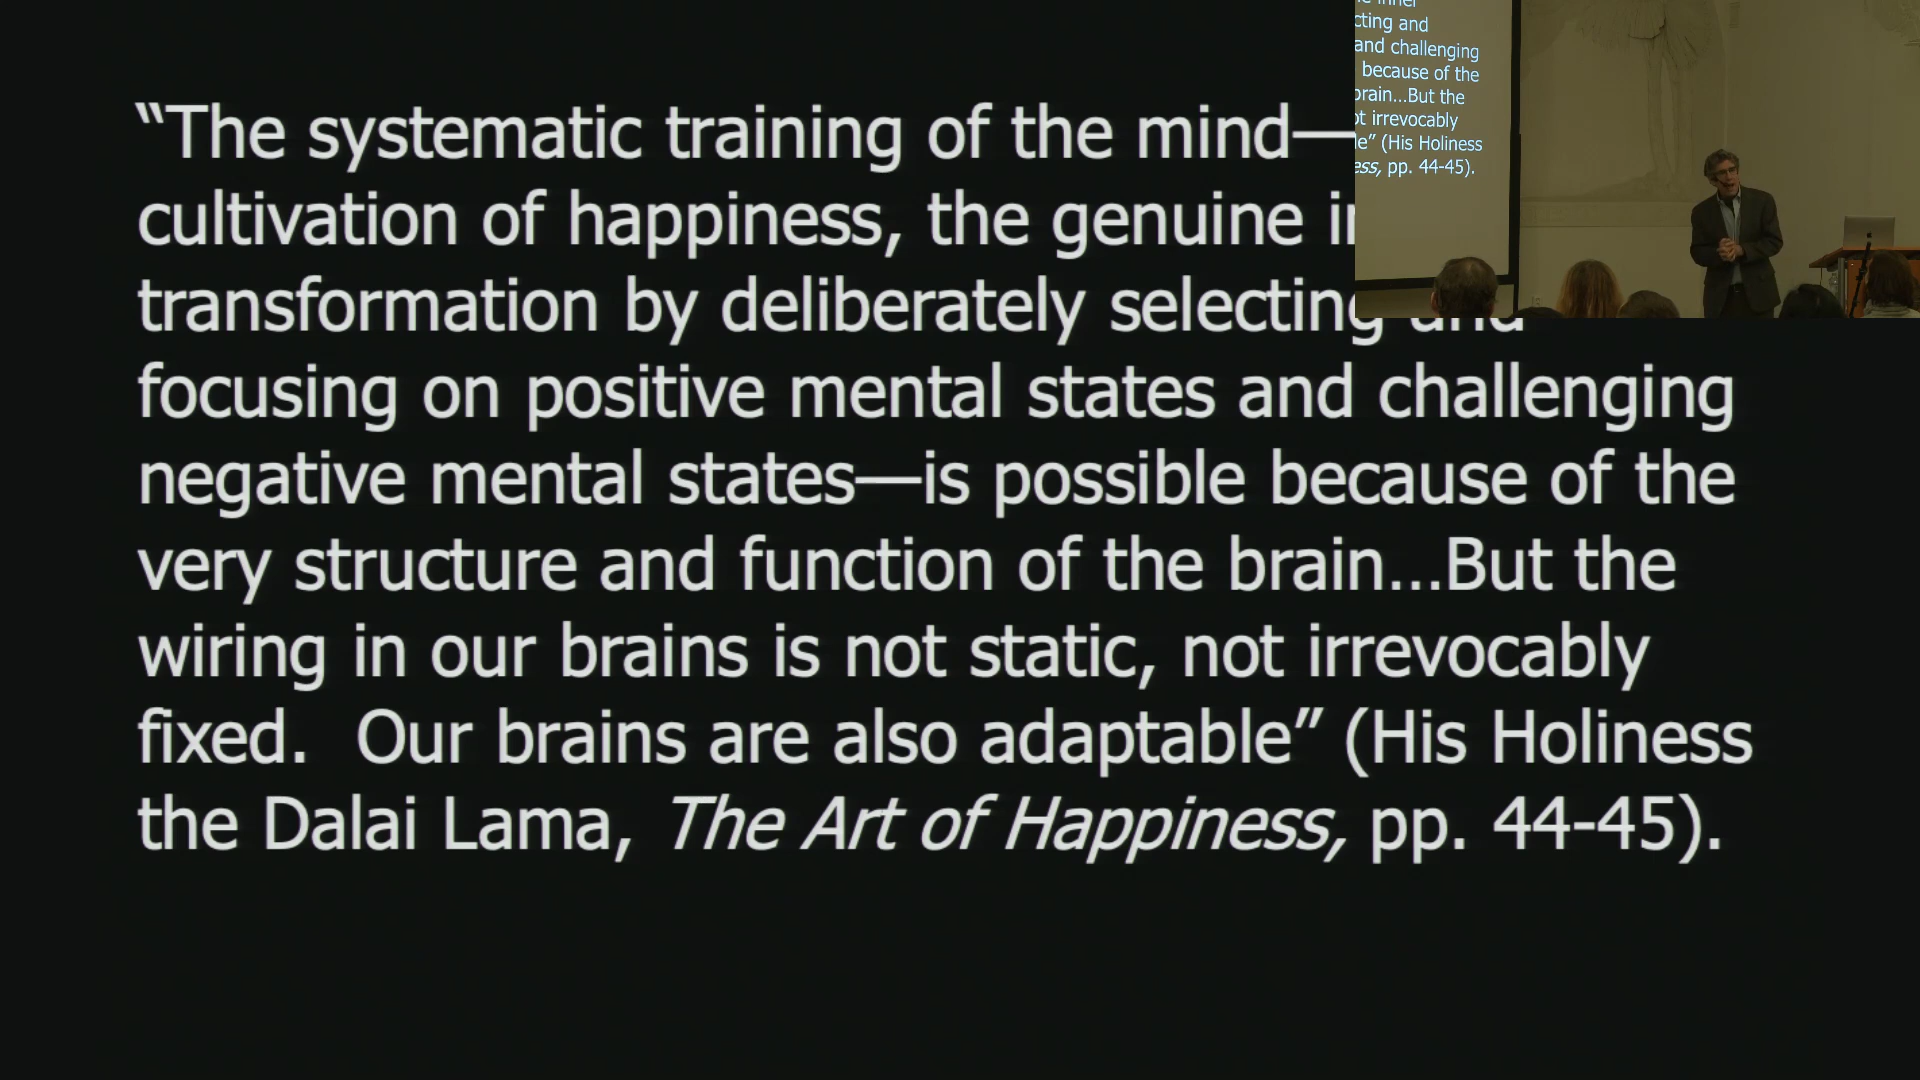 “The systematic training of the mind—
cultivation of happiness, the genuine
transformation by deliberately selecting and
focusing on positive mental states and challenging
negative mental states—is possible because of the
very structure and function of the brain...But the
wiring in our brains is not static, not irrevocably
fixed.  Our brains are also adaptable” (His Holiness
the Dalai Lama, The Art of Happiness, pp. 44-45).
inner
and
and challenging
because of the
...But the
irrevocably
(His Holiness
pp. 44-45).